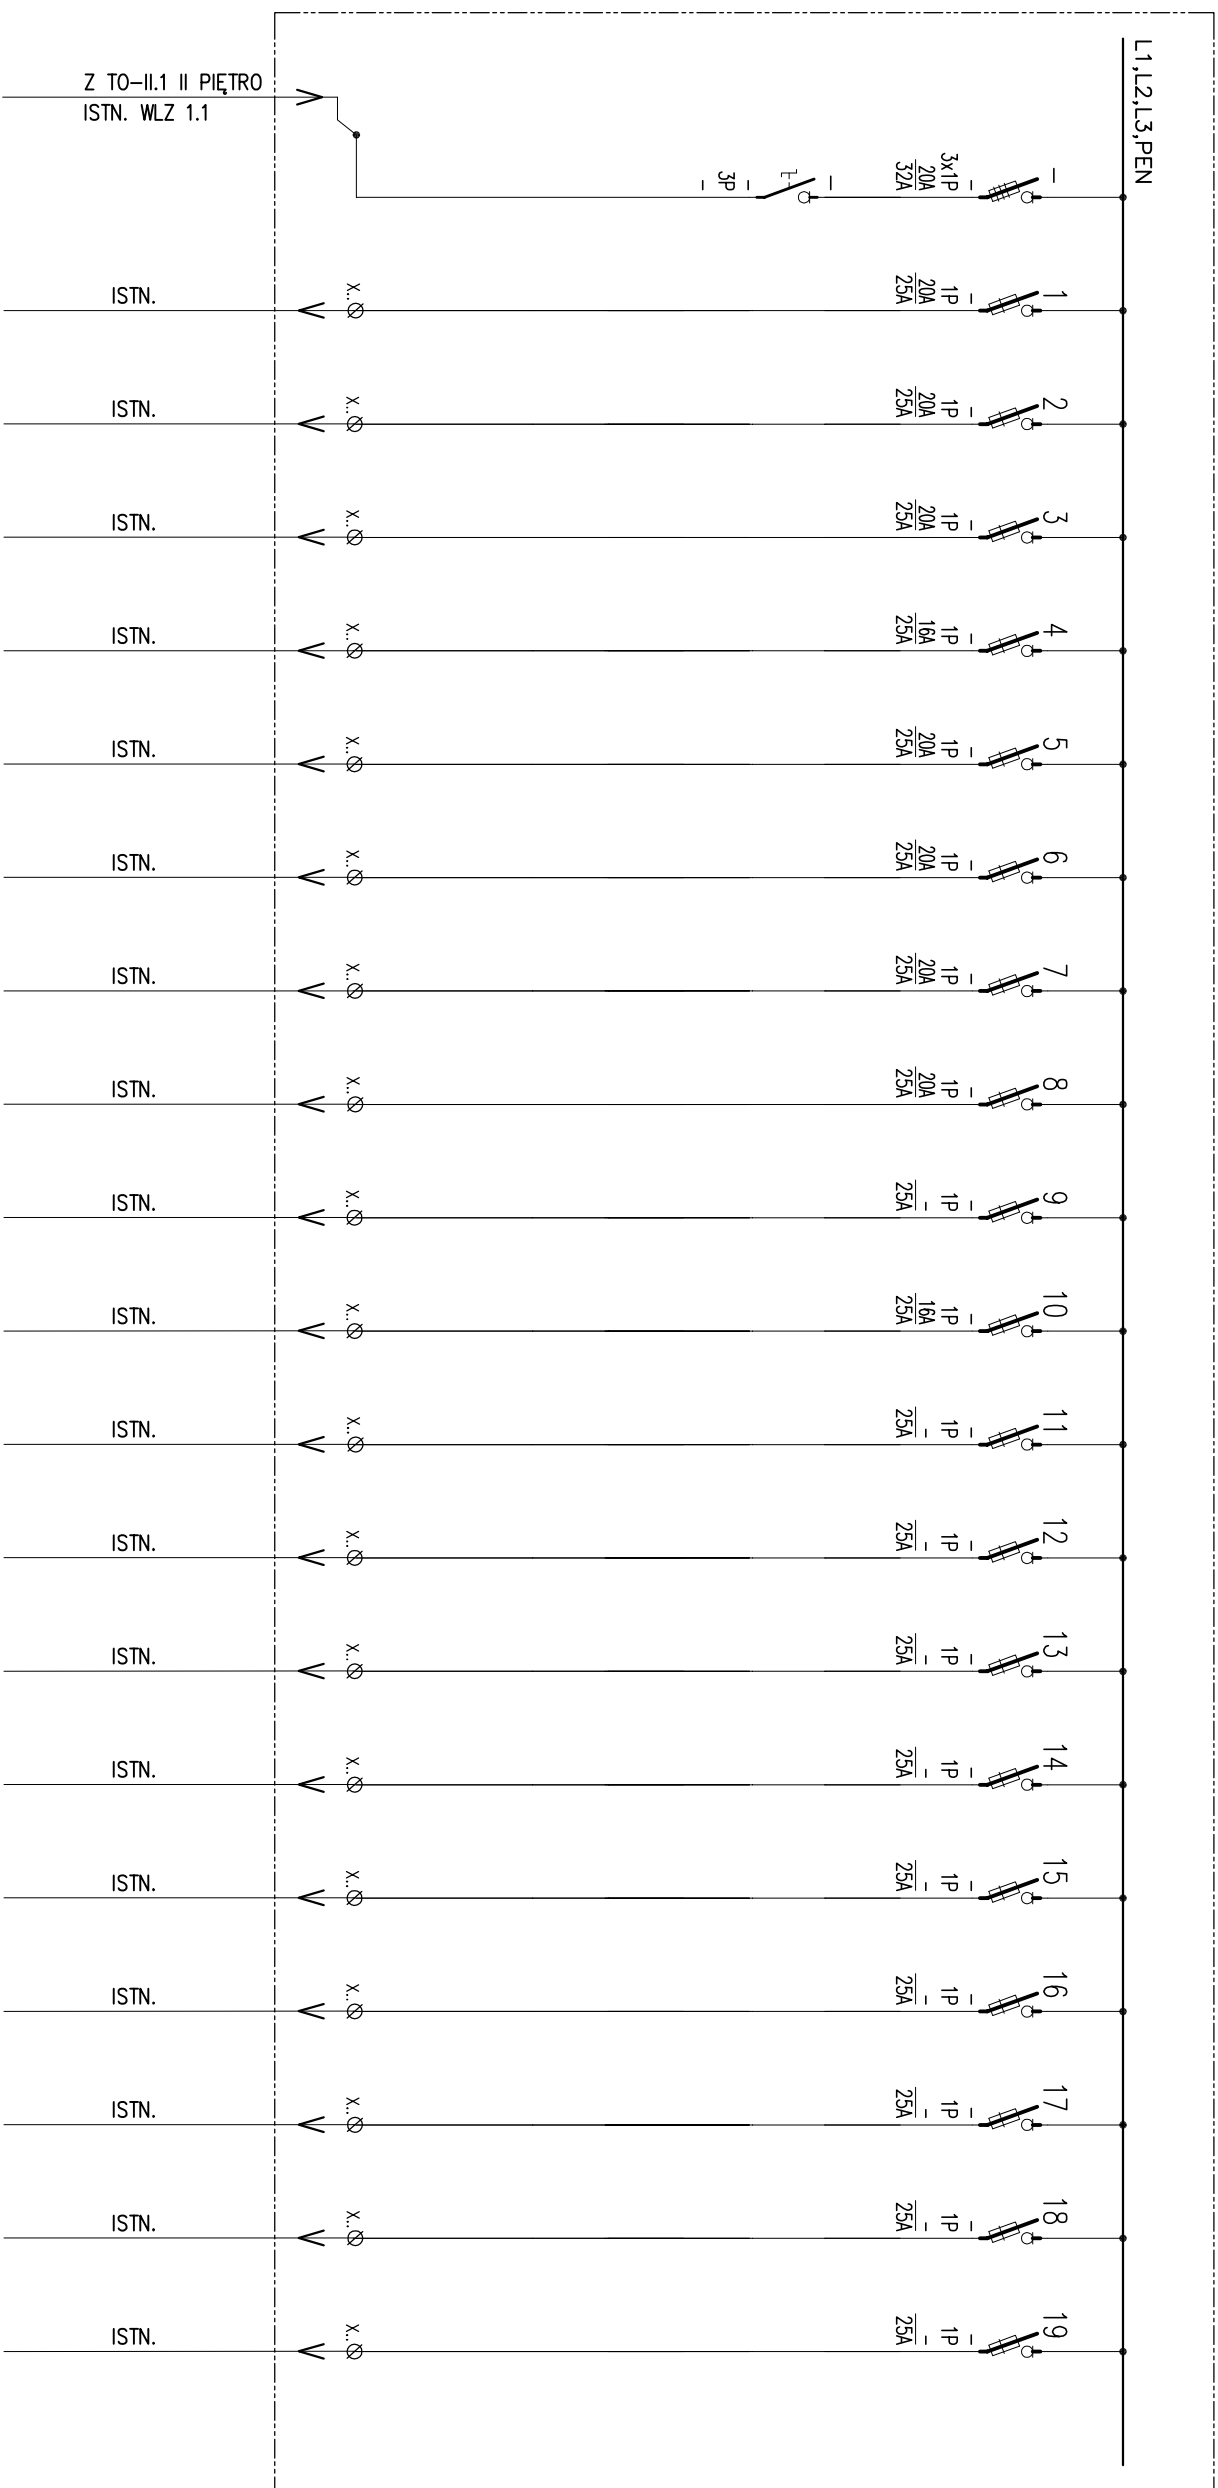 L1,L2,L3,PEN
Z TO-II.1 II PIĘTRO
ISTN. WLZ 1.1
- 3P -
-
3x1P -
20A
32A
-
ISTN.
X..
1P -
20A
25A
1
ISTN.
X..
1P -
20A
25A
2
ISTN.
X..
1P -
20A
25A
3
ISTN.
X..
1P -
16A
25A
4
ISTN.
X..
1P -
20A
25A
5
ISTN.
X..
1P -
20A
25A
6
ISTN.
X..
1P -
20A
25A
7
ISTN.
X..
1P -
20A
25A
8
ISTN.
X..
1P -
-
25A
9
ISTN.
X..
1P -
16A
25A
10
ISTN.
X..
1P -
-
25A
11
ISTN.
X..
1P -
-
25A
12
ISTN.
X..
1P -
-
25A
13
ISTN.
X..
1P -
-
25A
14
ISTN.
X..
1P -
-
25A
15
ISTN.
X..
1P -
-
25A
16
ISTN.
X..
1P -
-
25A
17
ISTN.
X..
1P -
-
25A
18
ISTN.
X..
1P -
-
25A
19